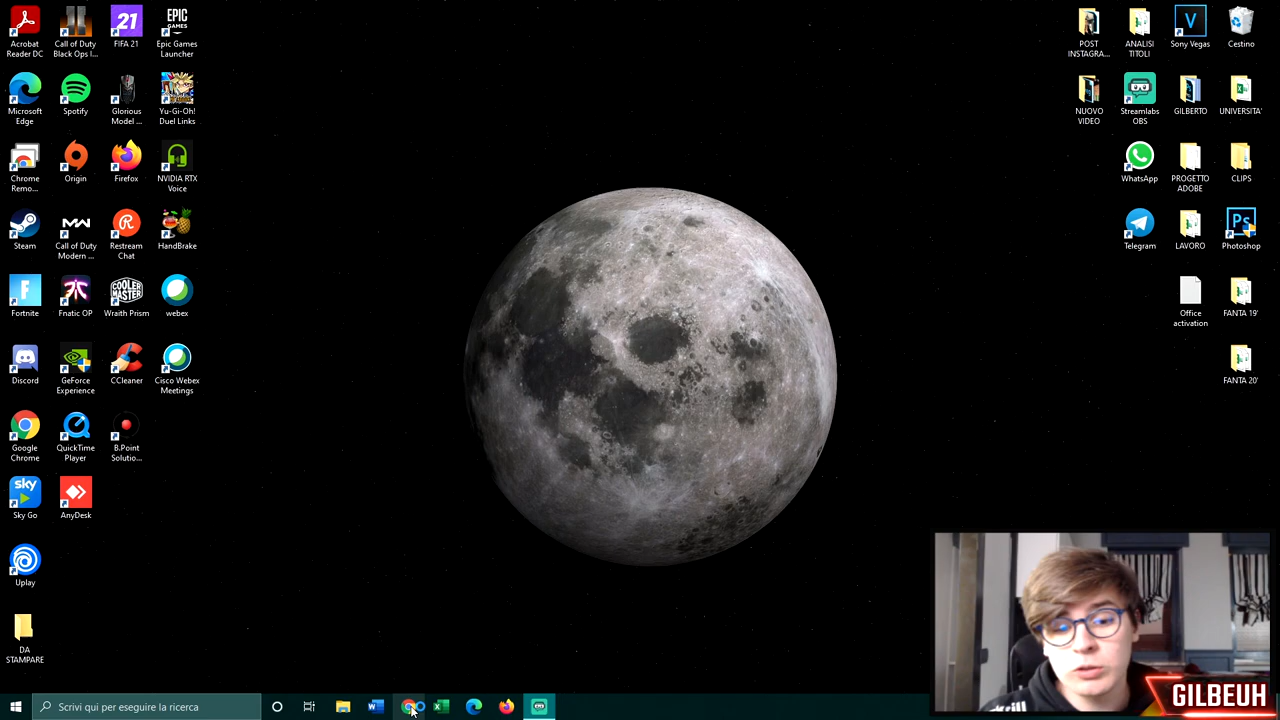 Acrobat
Reader DC
Call of Duty
Black Ops I...
21
FIFA 21
EPIC
GAMES
Epic Games
Launcher
Microsoft
Edge
Spotify
Glorious
Model ...
Yu-Gi-Oh!
Duel Links
Chrome
Remo...
Origin
Firefox
NVIDIA RTX
Voice
Steam
MW
Call of Duty
Modern ...
Restream
Chat
HandBrake
Fortnite
Fnatic OP
COOLER
MASTER
Wraith Prism
webex
Discord
GeForce
Experience
CCleaner
Cisco Webex
Meetings
Google
Chrome
QuickTime
Player
B.Point
Solutio...
sky
go
Sky Go
AnyDesk
Uplay
DA
STAMPARE
POST
INSTAGRA...
ANALISI
TITOLI
V
Sony Vegas
Cestino
NUOVO
VIDEO
Streamlabs
OBS
GILBERTO
UNIVERSITA'
WhatsApp
PROGETTO
ADOBE
CLIPS
Telegram
LAVORO
Ps
Photoshop
Office
activation
FANTA 19'
FANTA 20'
Scrivi qui per eseguire la ricerca
GILBEUH